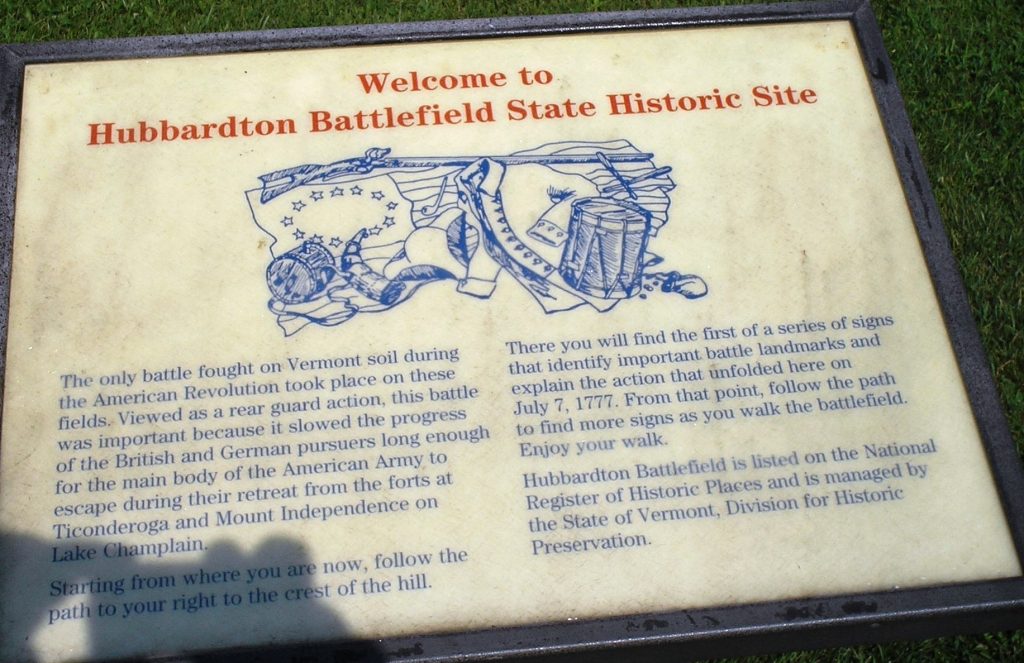 Welcome to
Hubbardton Battlefield State Historic Site
The only battle fought on Vermont soil during
the American Revolution took place on these
fields. Viewed as a rear guard action, this battle
was important because it slowed the progress
of the British and German pursuers long enough
for the main body of the American Army to
escape during their retreat from the forts at
Ticonderoga and Mount Independence on
Lake Champlain.
Starting from where you are now, follow the
path to your right to the crest of the hill.
There you will find the first of a series of signs
that identify important battle landmarks and
explain the action that unfolded here on
July 7, 1777. From that point, follow the path
to find more signs as you walk the battlefield.
Enjoy your walk.
Hubbardton Battlefield is listed on the National
Register of Historic Places and is managed by
the State of Vermont, Division for Historic
Preservation.